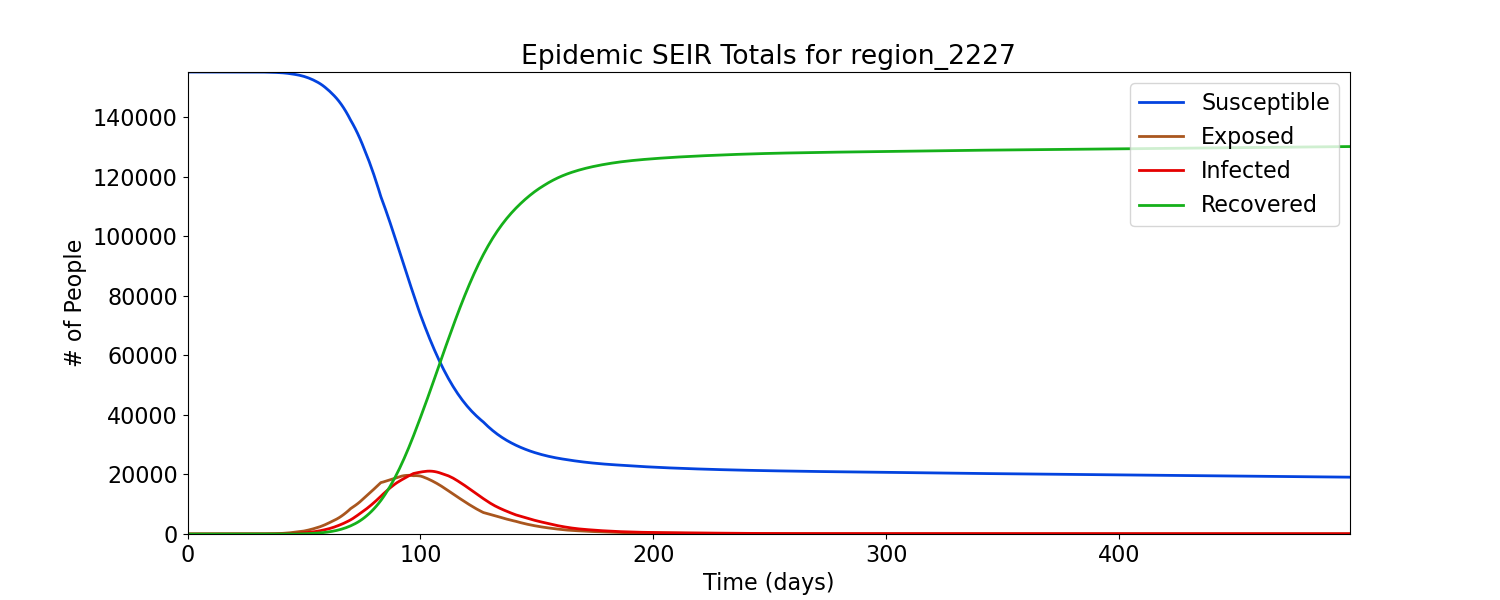 Epidemic SEIR Totals for region_2227
# of People
140000
120000
100000
80000
60000
40000
20000
0
Susceptible
Exposed
Infected
Recovered
0 100 200 300 400
Time (days)